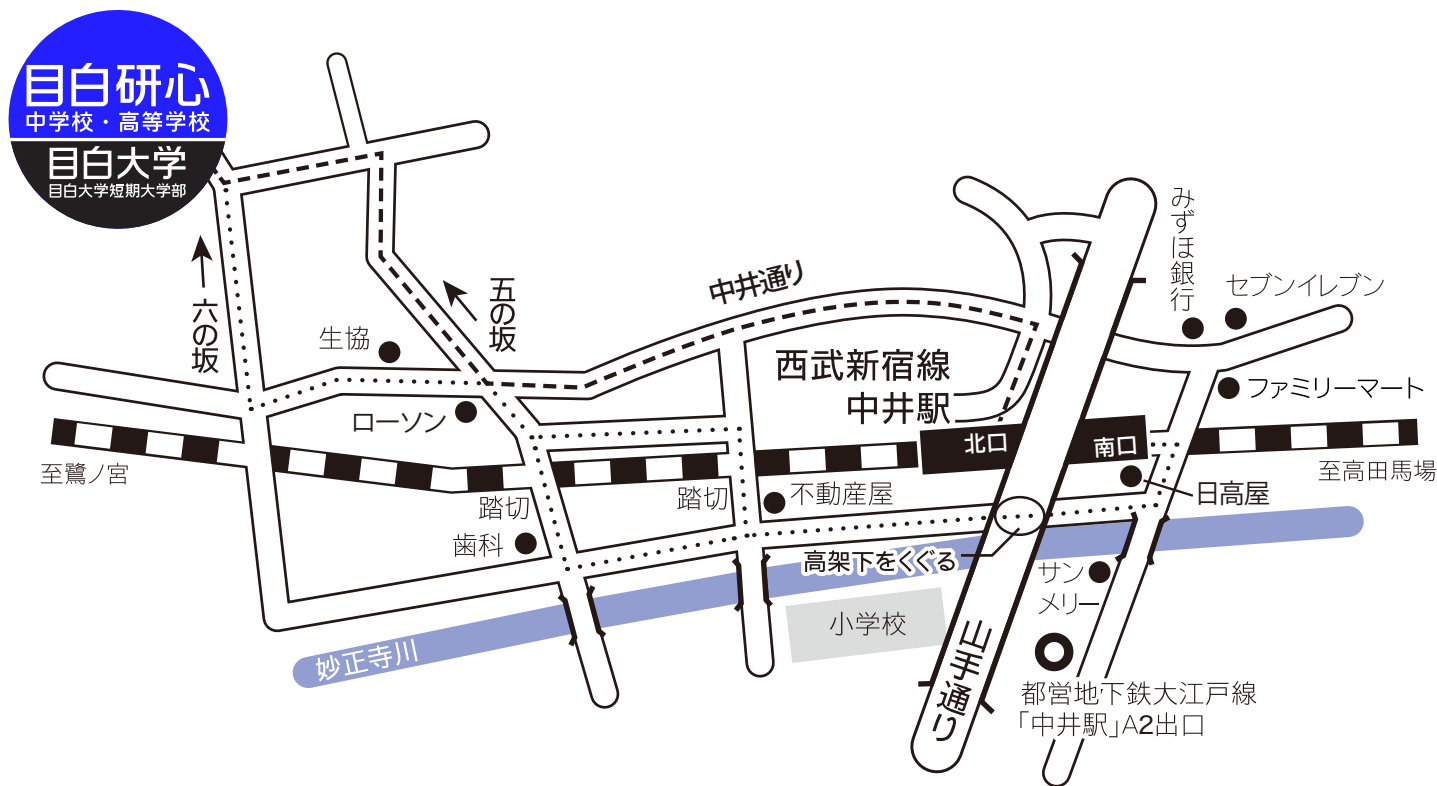 目白研心
中学校・高等学校
目白大学
目白大学短期大学部
六の坂
五の坂
生協
ローソン
中井通り
西武新宿線
中井駅
北口
南口
みずほ銀行
セブンイレブン
ファミリーマート
至鷺ノ宮
踏切
踏切
不動産屋
歯科
日高屋
至高田馬場
高架下をくぐる
サン
メリー
小学校
妙正寺川
山手通り
都営地下鉄大江戸線
「中井駅」A2出口